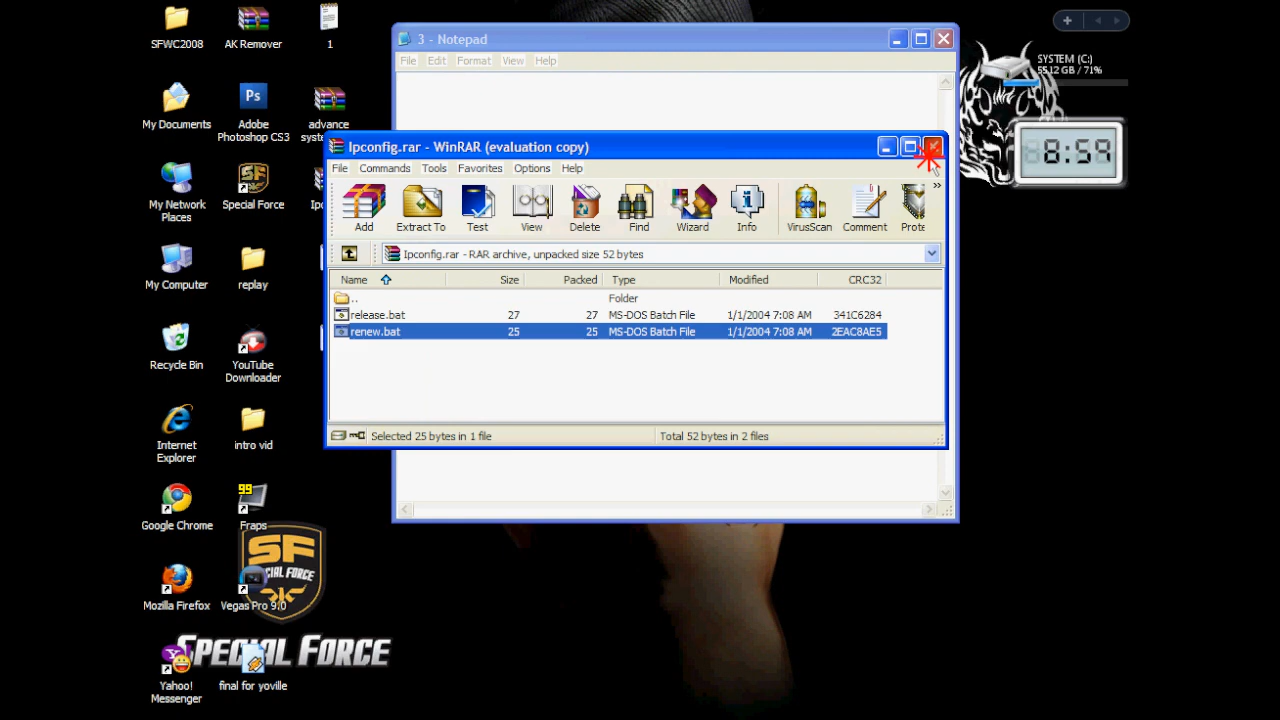 SFWC2008
AK Remover
1
My Documents
Ps
Adobe
Photoshop CS3
advance
My Network
Places
SF
Special Force
My Computer
replay
Recycle Bin
YouTube
Downloader
Internet
Explorer
intro vid
Google Chrome
99
Fraps
Mozilla Firefox
Vegas Pro 9.0
Yahoo!
Messenger
final for yoville
SF
SPECIAL FORCE
3 - Notepad
File Edit Format View Help
Ipconfig.rar - WinRAR (evaluation copy)
File Commands Tools Favorites Options Help
Add Extract To Test View Delete Find Wizard Info VirusScan Comment Prote
Ipconfig.rar - RAR archive, unpacked size 52 bytes
Name Size Packed Type Modified CRC32
.. Folder
release.bat 27 27 MS-DOS Batch File 1/1/2004 7:08 AM 341C6284
renew.bat 25 25 MS-DOS Batch File 1/1/2004 7:08 AM 2EAC8AE5
Selected 25 bytes in 1 file Total 52 bytes in 2 files
SYSTEM (C:)
55.12 GB / 71%
8:59